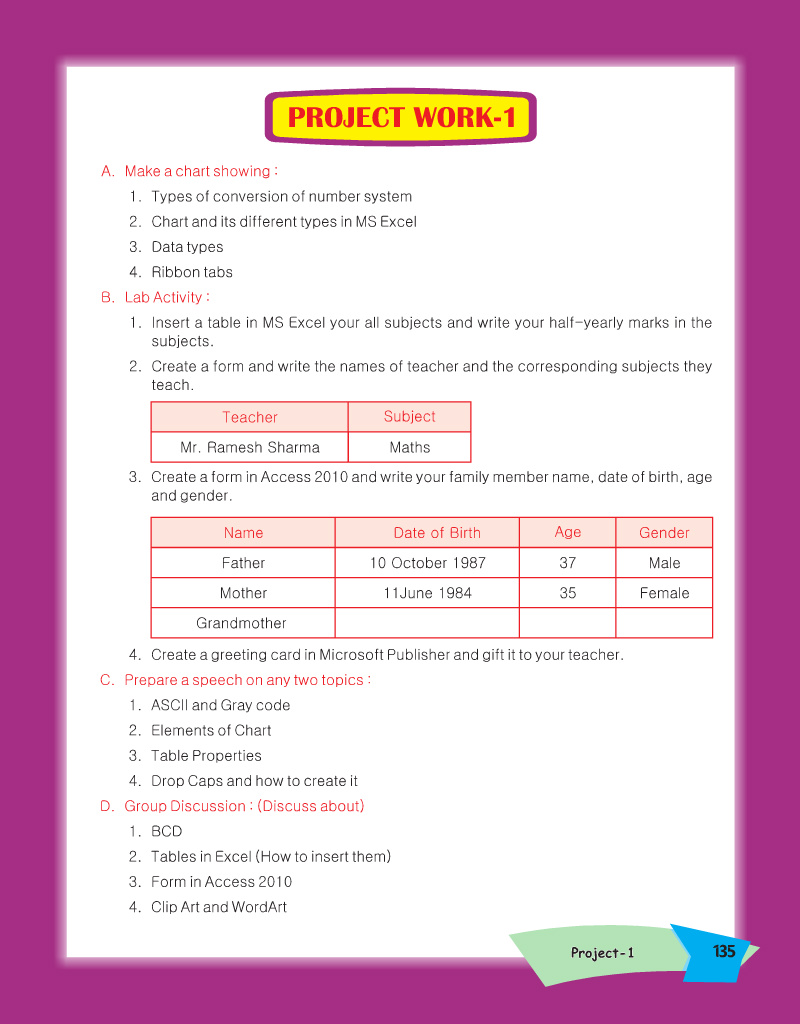 PROJECT WORK-1
A. Make a chart showing :
1. Types of conversion of number system
2. Chart and its different types in MS Excel
3. Data types
4. Ribbon tabs
B. Lab Activity :
1. Insert a table in MS Excel your all subjects and write your half-yearly marks in the
subjects.
2. Create a form and write the names of teacher and the corresponding subjects they
teach.
Teacher Subject
Mr. Ramesh Sharma Maths
3. Create a form in Access 2010 and write your family member name, date of birth, age
and gender.
Name Date of Birth Age Gender
Father 10 October 1987 37 Male
Mother 11June 1984 35 Female
Grandmother
4. Create a greeting card in Microsoft Publisher and gift it to your teacher.
C. Prepare a speech on any two topics :
1. ASCII and Gray code
2. Elements of Chart
3. Table Properties
4. Drop Caps and how to create it
D. Group Discussion : (Discuss about)
1. BCD
2. Tables in Excel (How to insert them)
3. Form in Access 2010
4. Clip Art and WordArt
Project-1 135